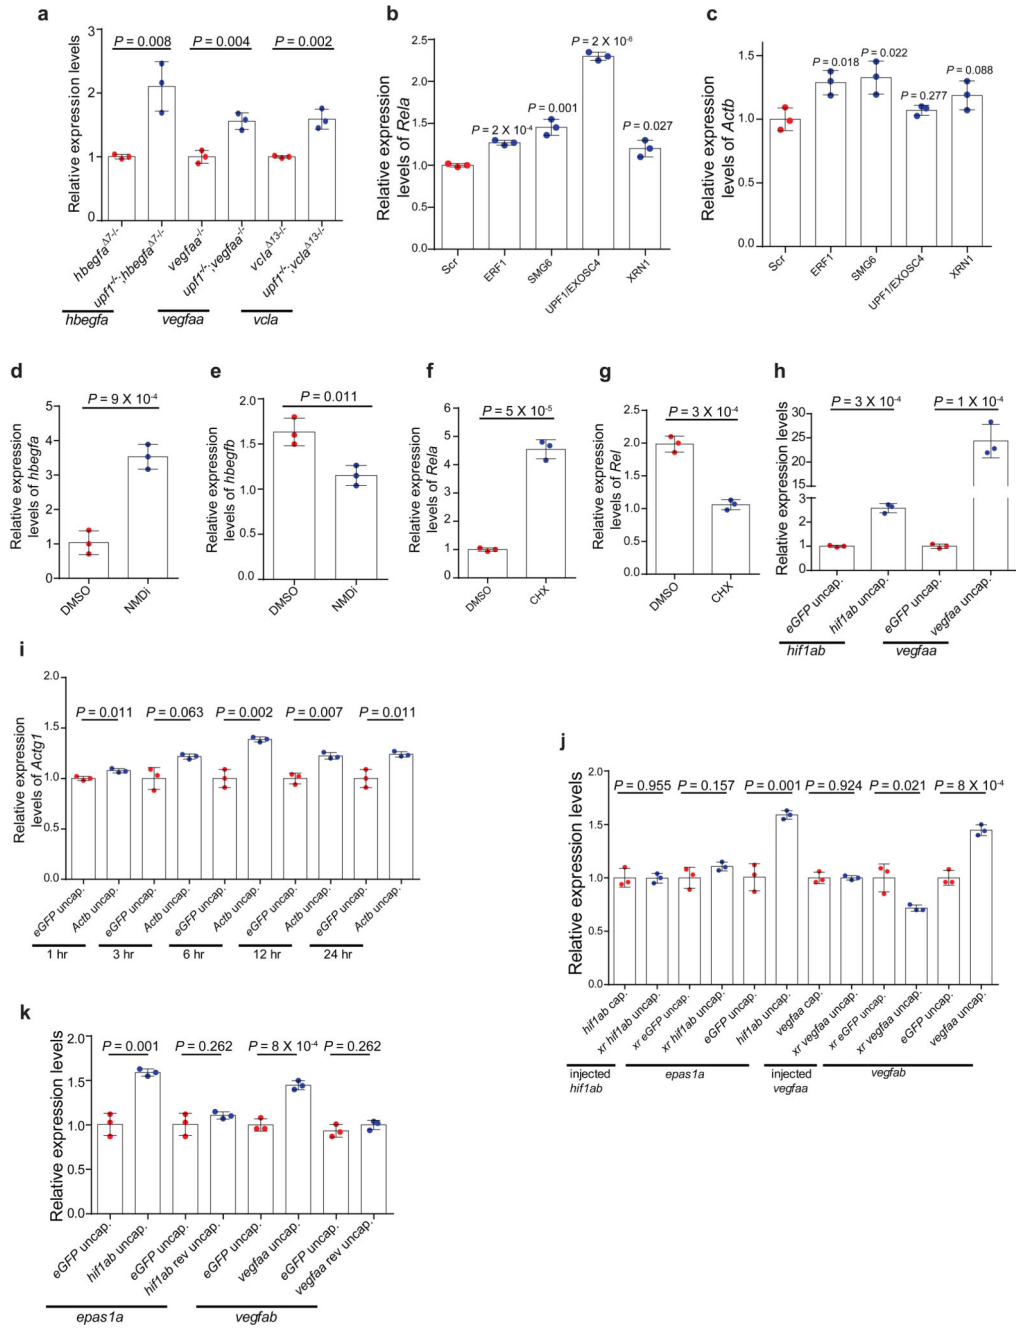 a
Relative expression levels
3
2
1
0
P = 0.008
P = 0.004
P = 0.002
hbegfaΔ7-/-
upf1-/-;hbegfaΔ7-/-
vegfaa-/-
upf1-/-;vegfaa-/-
vclaΔ13-/-
upf1-/-;vclaΔ13-/-
hbegfa
vegfaa
vcla
b
Relative expression
levels of Rela
2.5
2.0
1.5
1.0
0.5
0.0
P = 2 X 10-4
P = 0.001
P = 2 X 10-6
P = 0.027
Scr
ERF1
SMG6
UPF1/EXOSC4
XRN1
c
Relative expression
levels of Actb
1.5
1.0
0.5
0.0
P = 0.018
P = 0.022
P = 0.277
P = 0.088
Scr
ERF1
SMG6
UPF1/EXOSC4
XRN1
d
Relative expression
levels of hbegfa
5
4
3
2
1
0
P = 9 X 10-4
DMSO
NMDi
e
Relative expression
levels of hbegfb
2.0
1.5
1.0
0.5
0.0
P = 0.011
DMSO
NMDi
f
Relative expression
levels of Rela
6
5
4
3
2
1
0
P = 5 X 10-5
DMSO
CHX
g
Relative expression
levels of Rel
2.5
2.0
1.5
1.0
0.5
0.0
P = 3 X 10-4
DMSO
CHX
h
Relative expression levels
30
25
20
15
10
3
2
1
0
P = 3 X 10-4
P = 1 X 10-4
eGFP uncap.
hif1ab uncap.
eGFP uncap.
vegfaa uncap.
hif1ab
vegfaa
i
Relative expression
levels of Actg1
2.0
1.5
1.0
0.5
0.0
P = 0.011
P = 0.063
P = 0.002
P = 0.007
P = 0.011
eGFP uncap.
Actb uncap.
eGFP uncap.
Actb uncap.
eGFP uncap.
Actb uncap.
eGFP uncap.
Actb uncap.
eGFP uncap.
Actb uncap.
1 hr
3 hr
6 hr
12 hr
24 hr
j
Relative expression levels
2.0
1.5
1.0
0.5
0.0
P = 0.955
P = 0.157
P = 0.001
P = 0.924
P = 0.021
P = 8 X 10-4
hif1ab cap.
xr hif1ab uncap.
xr eGFP uncap.
xr hif1ab uncap.
eGFP uncap.
hif1ab uncap.
vegfaa cap.
xr vegfaa uncap.
xr eGFP uncap.
xr vegfaa uncap.
eGFP uncap.
vegfaa uncap.
injected
hif1ab
epas1a
injected
vegfaa
vegfab
k
Relative expression levels
2.0
1.5
1.0
0.5
0.0
P = 0.001
P = 0.262
P = 8 X 10-4
P = 0.262
eGFP uncap.
hif1ab uncap.
eGFP uncap.
hif1ab rev uncap.
eGFP uncap.
vegfaa uncap.
eGFP uncap.
vegfaa rev uncap.
epas1a
vegfab